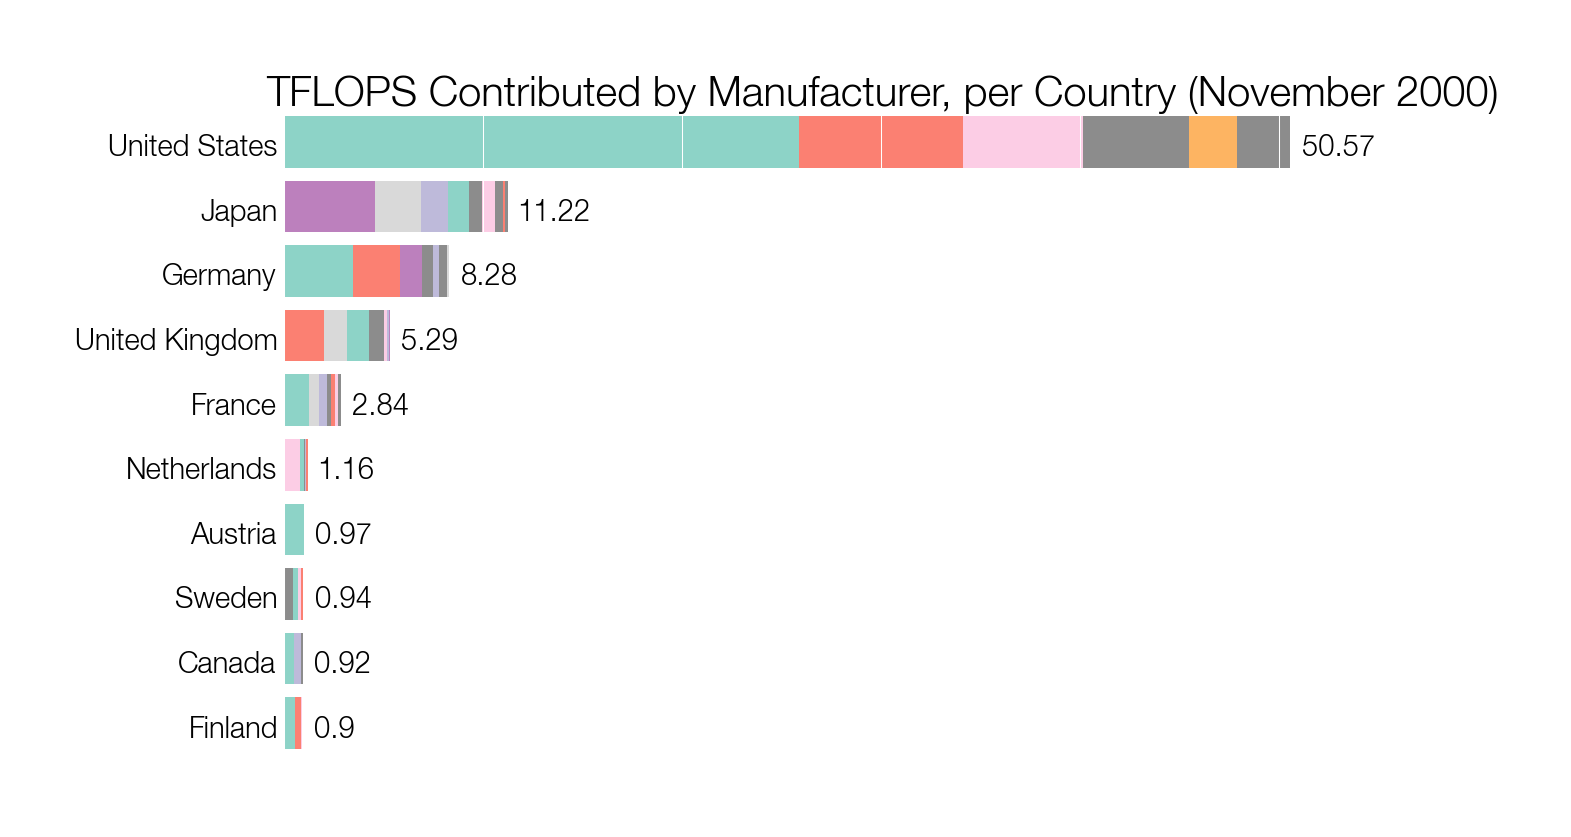 TFLOPS Contributed by Manufacturer, per Country (November 2000)
United States 50.57
Japan 11.22
Germany 8.28
United Kingdom 5.29
France 2.84
Netherlands 1.16
Austria 0.97
Sweden 0.94
Canada 0.92
Finland 0.9